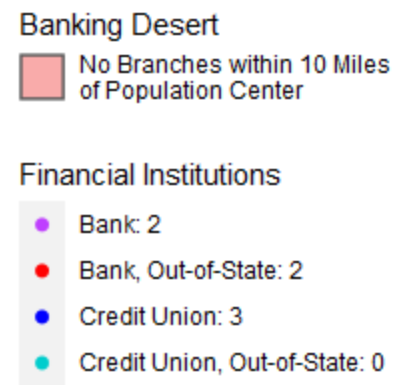 Banking Desert
No Branches within 10 Miles
of Population Center
Financial Institutions
Bank: 2
Bank, Out-of-State: 2
Credit Union: 3
Credit Union, Out-of-State: 0